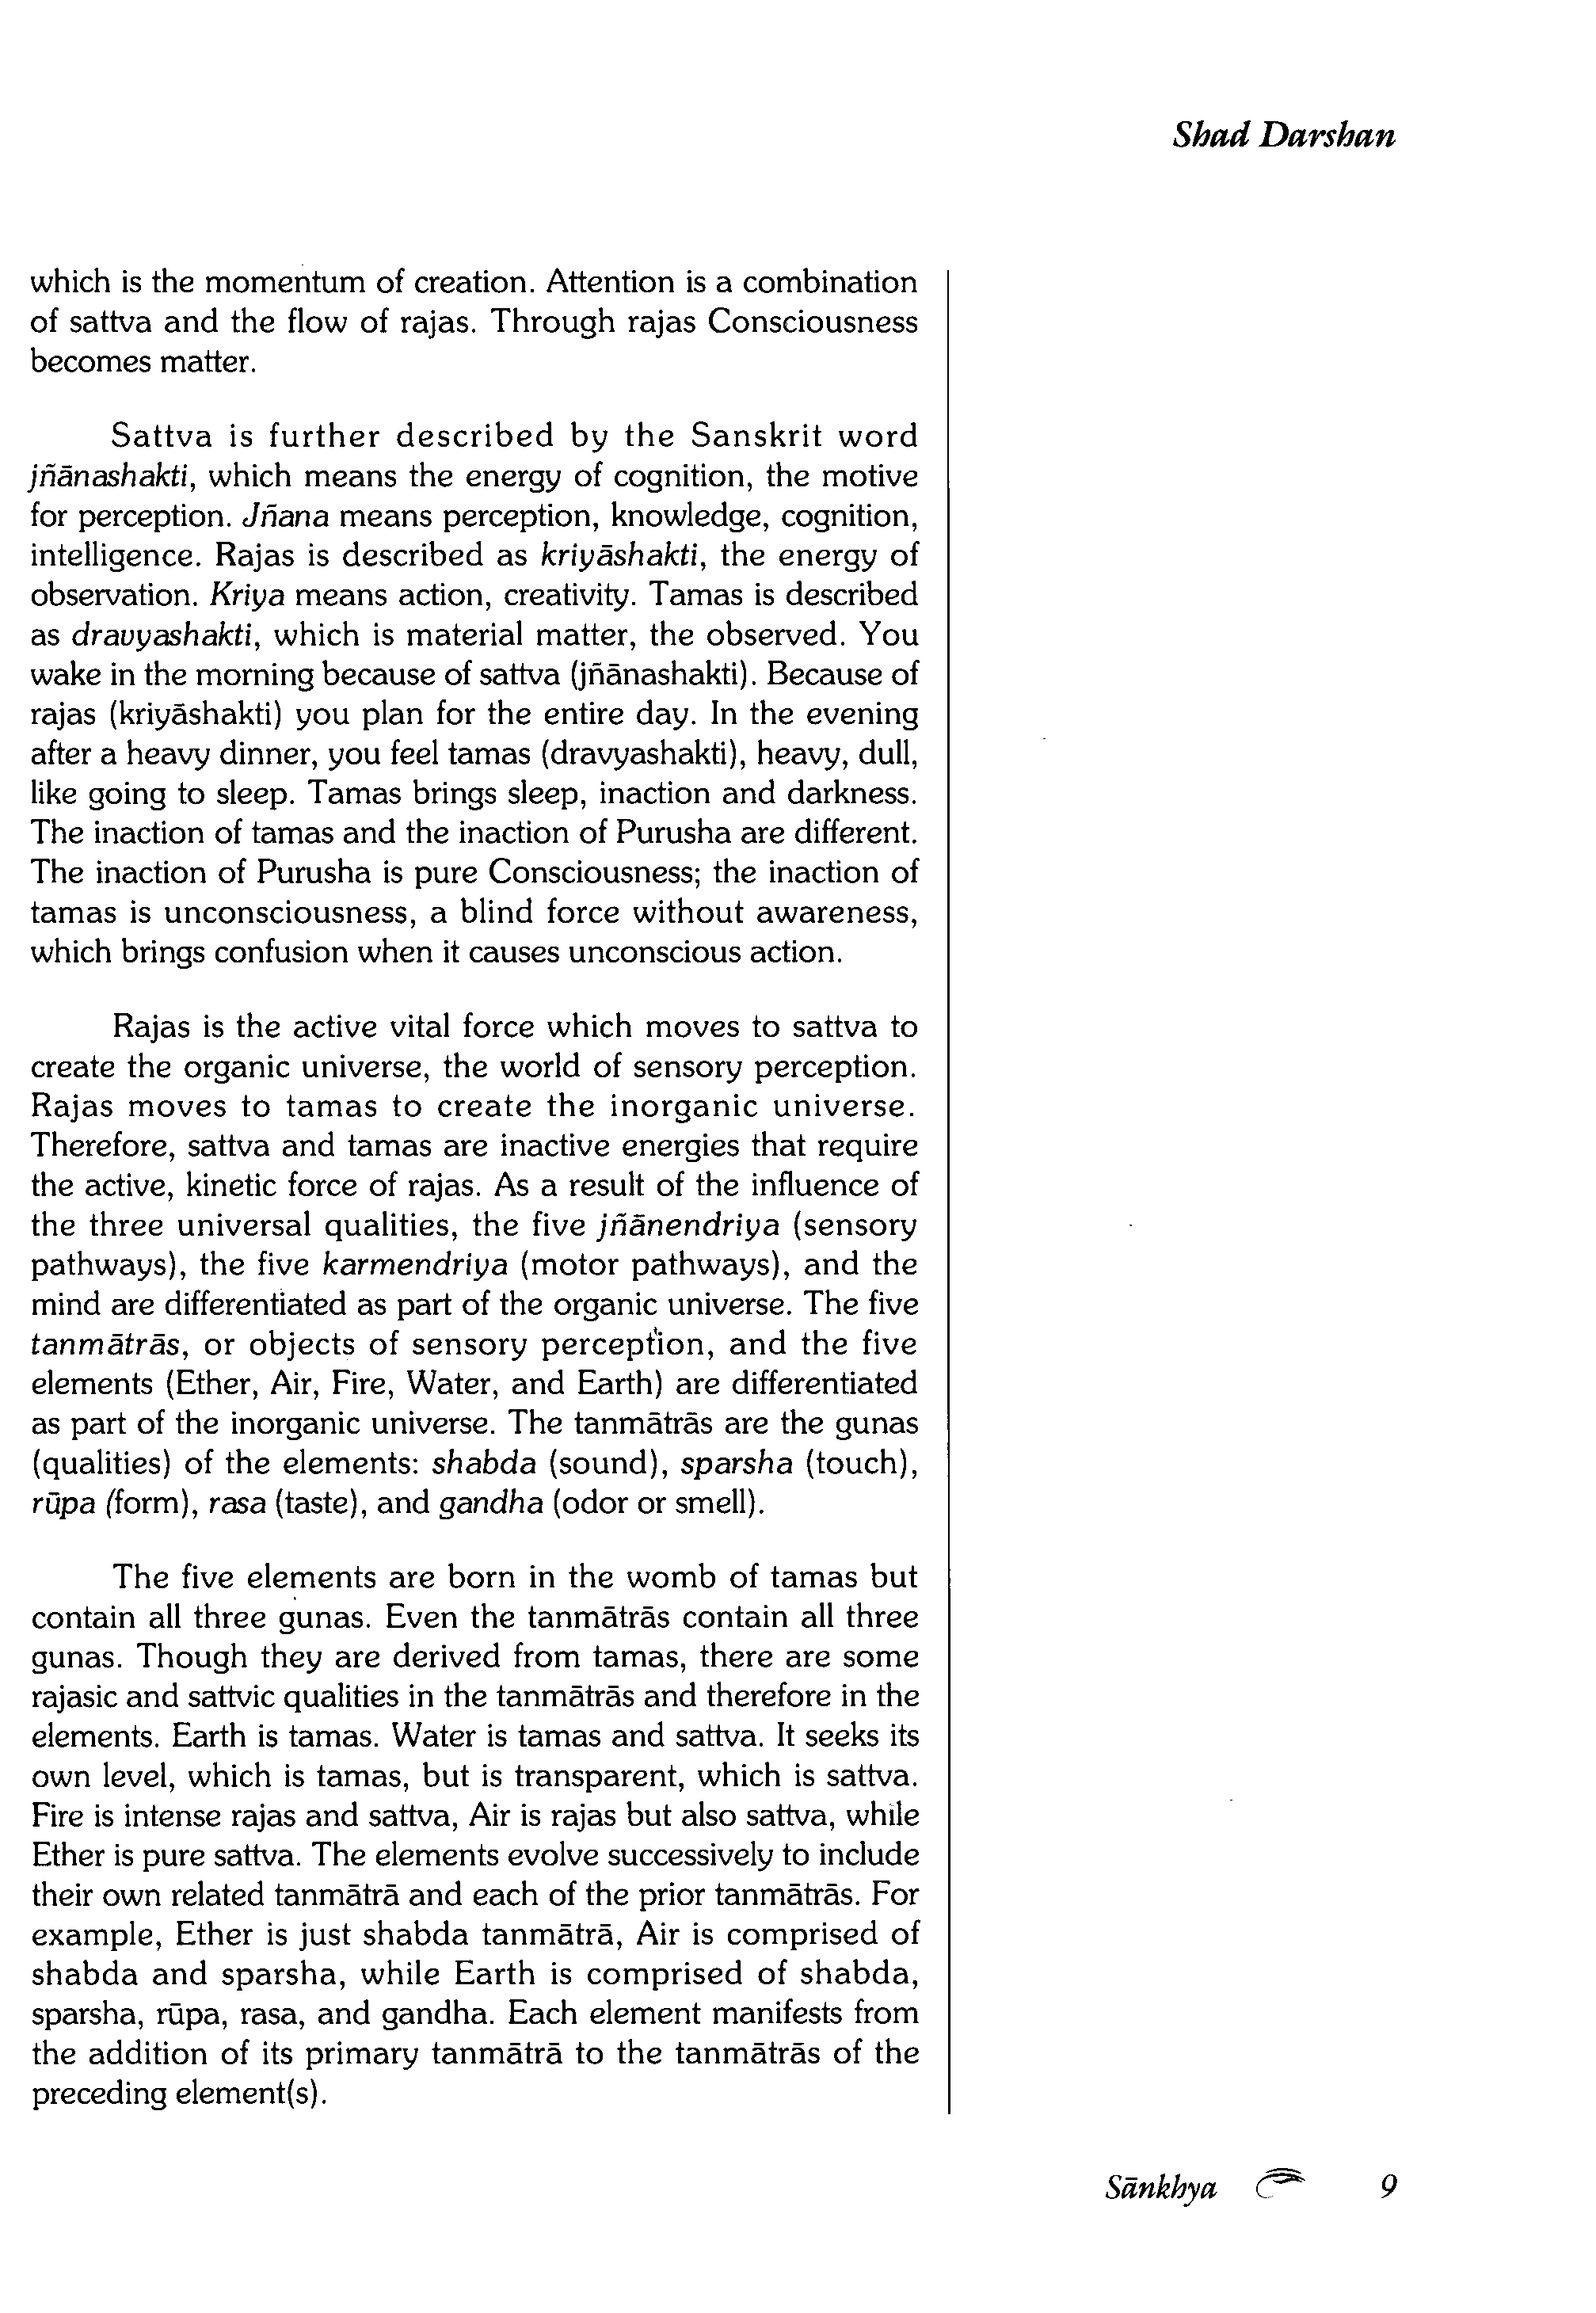 Shad Darshan
which is the momentum of creation. Attention is a combination
of sattva and the flow of rajas. Through rajas Consciousness
becomes matter.
Sattva is further described by the Sanskrit word
jñānashakti, which means the energy of cognition, the motive
for perception. Jñana means perception, knowledge, cognition,
intelligence. Rajas is described as kriyāshakti, the energy of
observation. Kriya means action, creativity. Tamas is described
as dravyashakti, which is material matter, the observed. You
wake in the morning because of sattva (jñānashakti). Because of
rajas (kriyāshakti) you plan for the entire day. In the evening
after a heavy dinner, you feel tamas (dravyashakti), heavy, dull,
like going to sleep. Tamas brings sleep, inaction and darkness.
The inaction of tamas and the inaction of Purusha are different.
The inaction of Purusha is pure Consciousness; the inaction of
tamas is unconsciousness, a blind force without awareness,
which brings confusion when it causes unconscious action.
Rajas is the active vital force which moves to sattva to
create the organic universe, the world of sensory perception.
Rajas moves to tamas to create the inorganic universe.
Therefore, sattva and tamas are inactive energies that require
the active, kinetic force of rajas. As a result of the influence of
the three universal qualities, the five jñānendriya (sensory
pathways), the five karmendriya (motor pathways), and the
mind are differentiated as part of the organic universe. The five
tanmātrās, or objects of sensory perception, and the five
elements (Ether, Air, Fire, Water, and Earth) are differentiated
as part of the inorganic universe. The tanmātrās are the gunas
(qualities) of the elements: shabda (sound), sparsha (touch),
rūpa (form), rasa (taste), and gandha (odor or smell).
The five elements are born in the womb of tamas but
contain all three gunas. Even the tanmātrās contain all three
gunas. Though they are derived from tamas, there are some
rajasic and sattvic qualities in the tanmātrās and therefore in the
elements. Earth is tamas. Water is tamas and sattva. It seeks its
own level, which is tamas, but is transparent, which is sattva.
Fire is intense rajas and sattva, Air is rajas but also sattva, while
Ether is pure sattva. The elements evolve successively to include
their own related tanmātrā and each of the prior tanmātrās. For
example, Ether is just shabda tanmātrā, Air is comprised of
shabda and sparsha, while Earth is comprised of shabda,
sparsha, rūpa, rasa, and gandha. Each element manifests from
the addition of its primary tanmātrā to the tanmātrās of the
preceding element(s).
Sānkhya 9